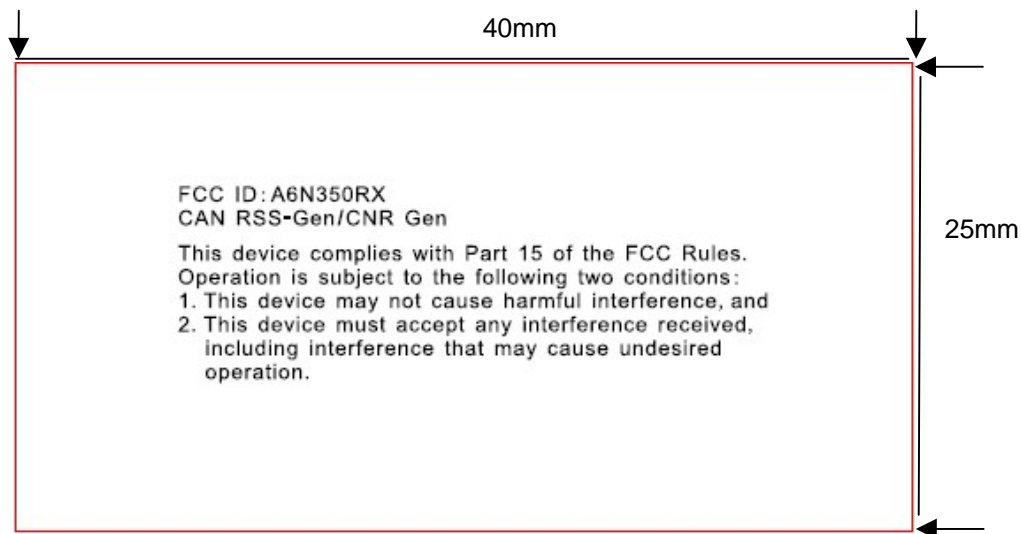 40mm
FCC ID: A6N350RX
CAN RSS-Gen/CNR Gen
25mm
This device complies with Part 15 of the FCC Rules.
Operation is subject to the following two conditions:
1. This device may not cause harmful interference, and
2. This device must accept any interference received,
including interference that may cause undesired
operation.